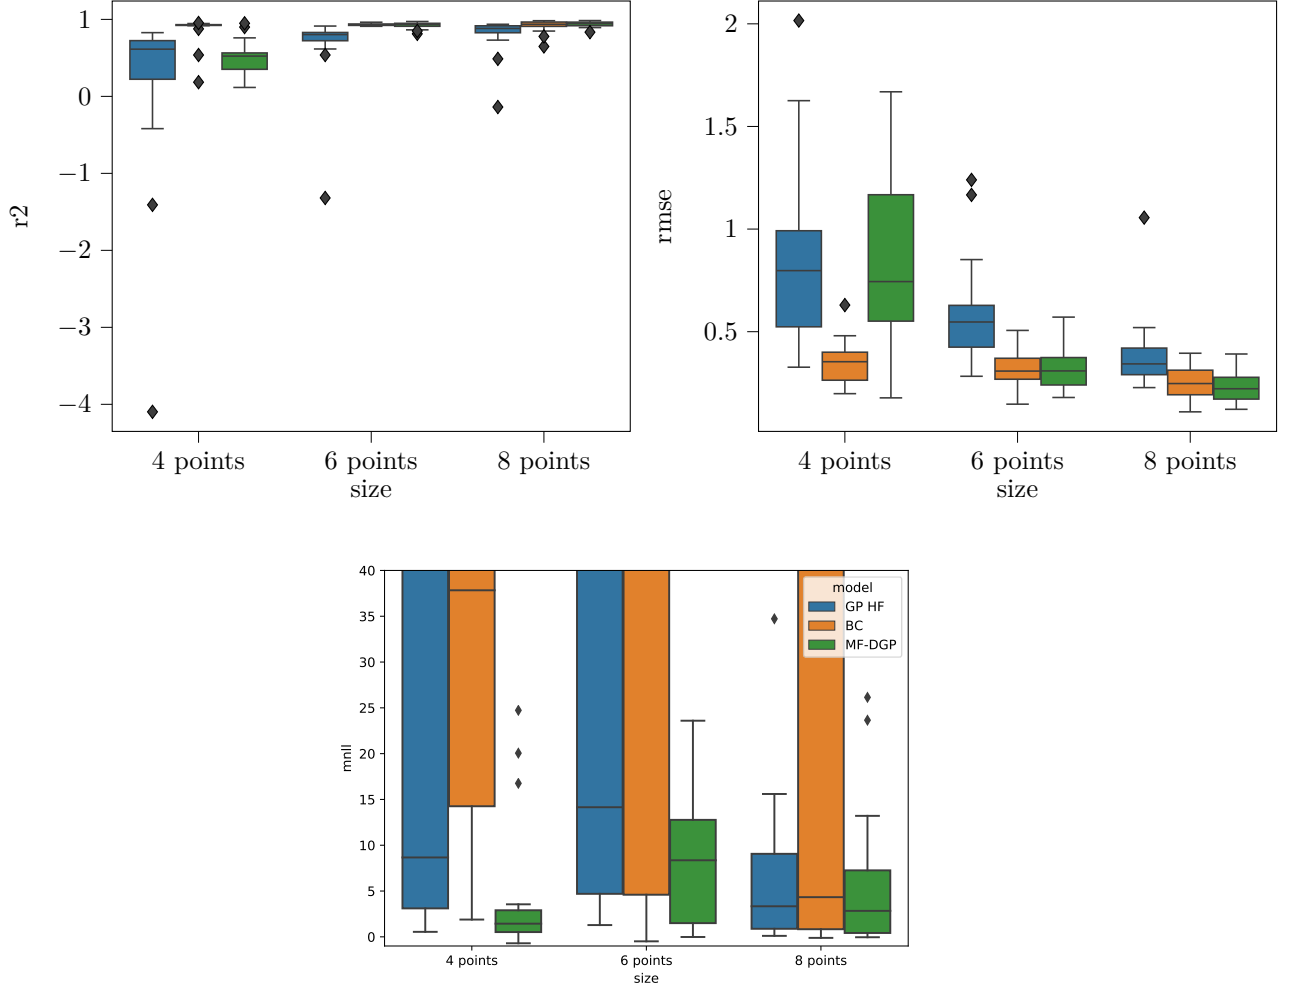 1
0
−1
−2
−3
−4
r2
4 points
6 points
8 points
size
2
1.5
1
0.5
rmse
4 points
6 points
8 points
size
40
35
30
25
20
15
10
5
0
mnll
model
GP HF
BC
MF-DGP
4 points
6 points
8 points
size